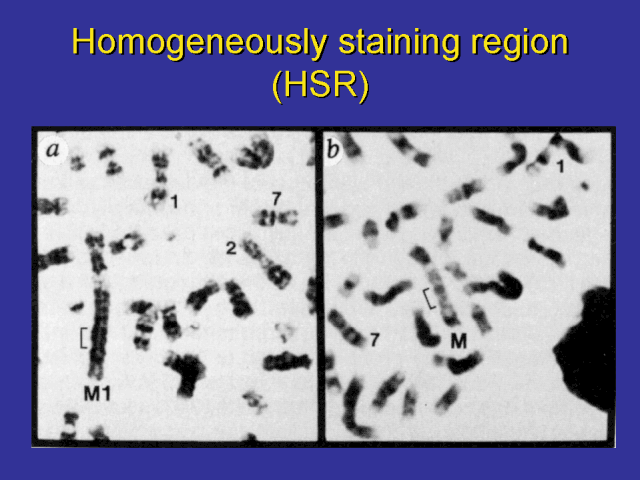 Homogeneously staining region
(HSR)
a
b
1
1
7
2
7
M
M1